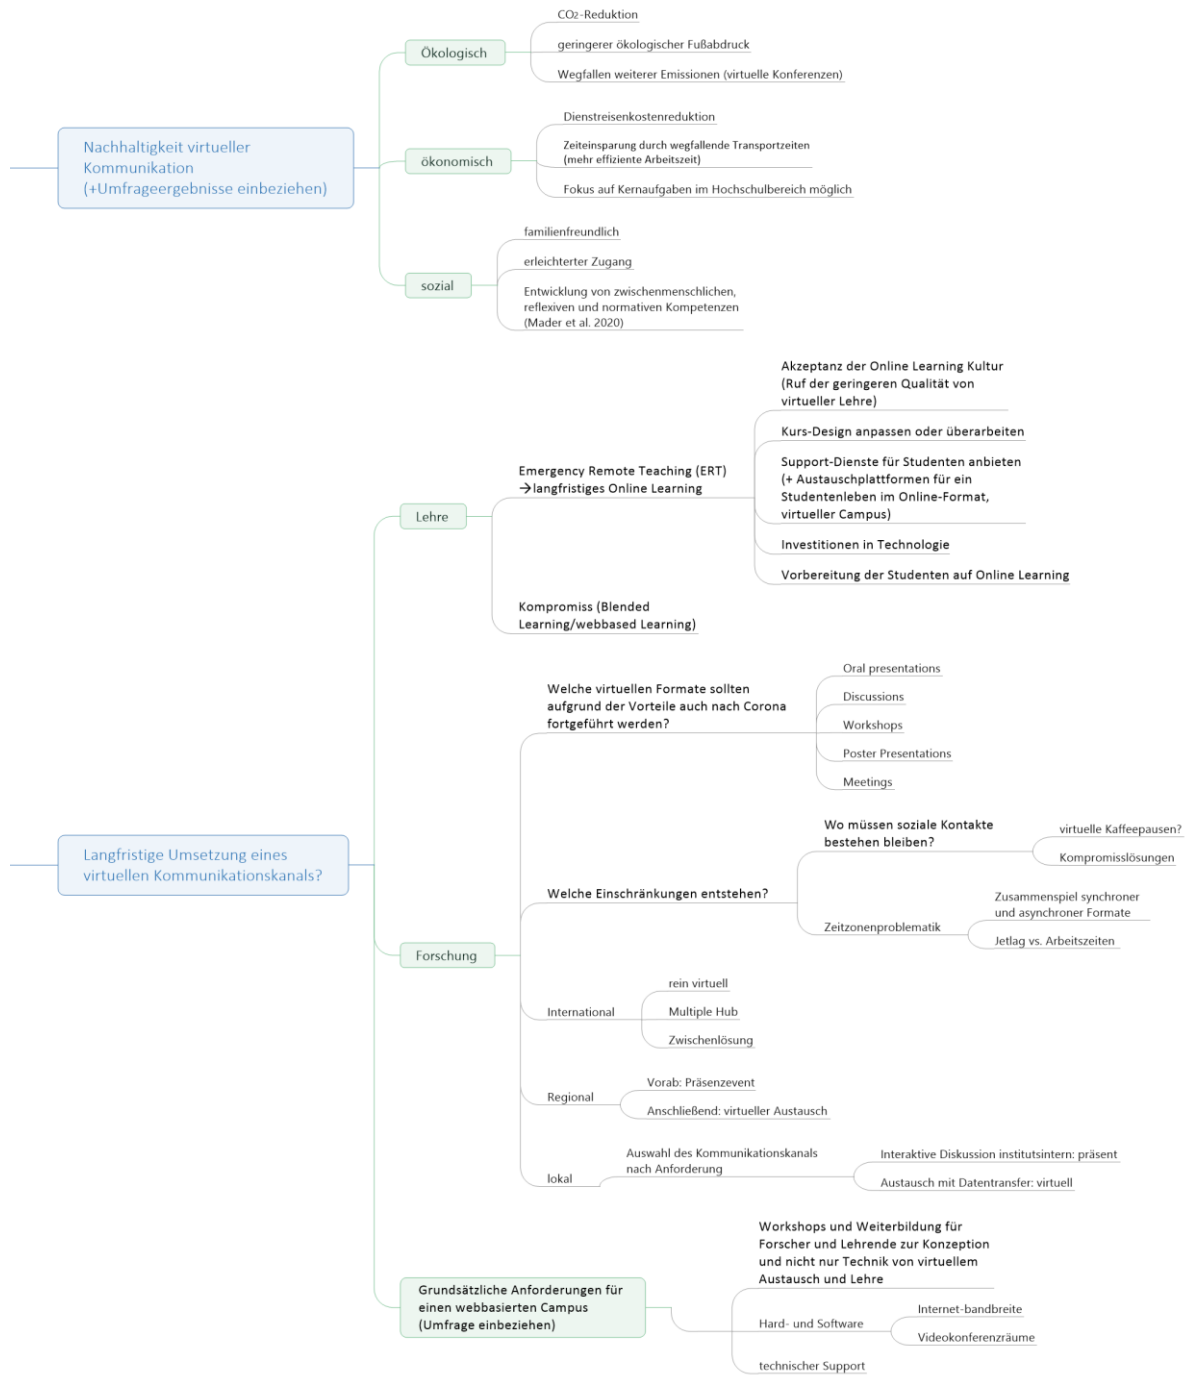 Nachhaltigkeit virtueller
Kommunikation
(+Umfrageergebnisse einbeziehen)
Ökologisch
CO2-Reduktion
geringerer ökologischer Fußabdruck
Wegfallen weiterer Emissionen (virtuelle Konferenzen)
ökonomisch
Dienstreisenkostenreduktion
Zeiteinsparung durch wegfallende Transportzeiten
(mehr effiziente Arbeitszeit)
Fokus auf Kernaufgaben im Hochschulbereich möglich
sozial
familienfreundlich
erleichterter Zugang
Entwicklung von zwischenmenschlichen,
reflexiven und normativen Kompetenzen
(Mader et al. 2020)
Langfristige Umsetzung eines
virtuellen Kommunikationskanals?
Lehre
Emergency Remote Teaching (ERT)
→langfristiges Online Learning
Akzeptanz der Online Learning Kultur
(Ruf der geringeren Qualität von
virtueller Lehre)
Kurs-Design anpassen oder überarbeiten
Support-Dienste für Studenten anbieten
(+ Austauschplattformen für ein
Studentenleben im Online-Format,
virtueller Campus)
Investitionen in Technologie
Vorbereitung der Studenten auf Online Learning
Kompromiss (Blended
Learning/webbased Learning)
Forschung
Welche virtuellen Formate sollten
aufgrund der Vorteile auch nach Corona
fortgeführt werden?
Oral presentations
Discussions
Workshops
Poster Presentations
Meetings
Welche Einschränkungen entstehen?
Wo müssen soziale Kontakte
bestehen bleiben?
virtuelle Kaffeepausen?
Kompromisslösungen
Zeitzonenproblematik
Zusammenspiel synchroner
und asynchroner Formate
Jetlag vs. Arbeitszeiten
International
rein virtuell
Multiple Hub
Zwischenlösung
Regional
Vorab: Präsenzevent
Anschließend: virtueller Austausch
lokal
Auswahl des Kommunikationskanals
nach Anforderung
Interaktive Diskussion institutsintern: präsent
Austausch mit Datentransfer: virtuell
Grundsätzliche Anforderungen für
einen webbasierten Campus
(Umfrage einbeziehen)
Workshops und Weiterbildung für
Forscher und Lehrende zur Konzeption
und nicht nur Technik von virtuellem
Austausch und Lehre
Hard- und Software
Internet-bandbreite
Videokonferenzräume
technischer Support